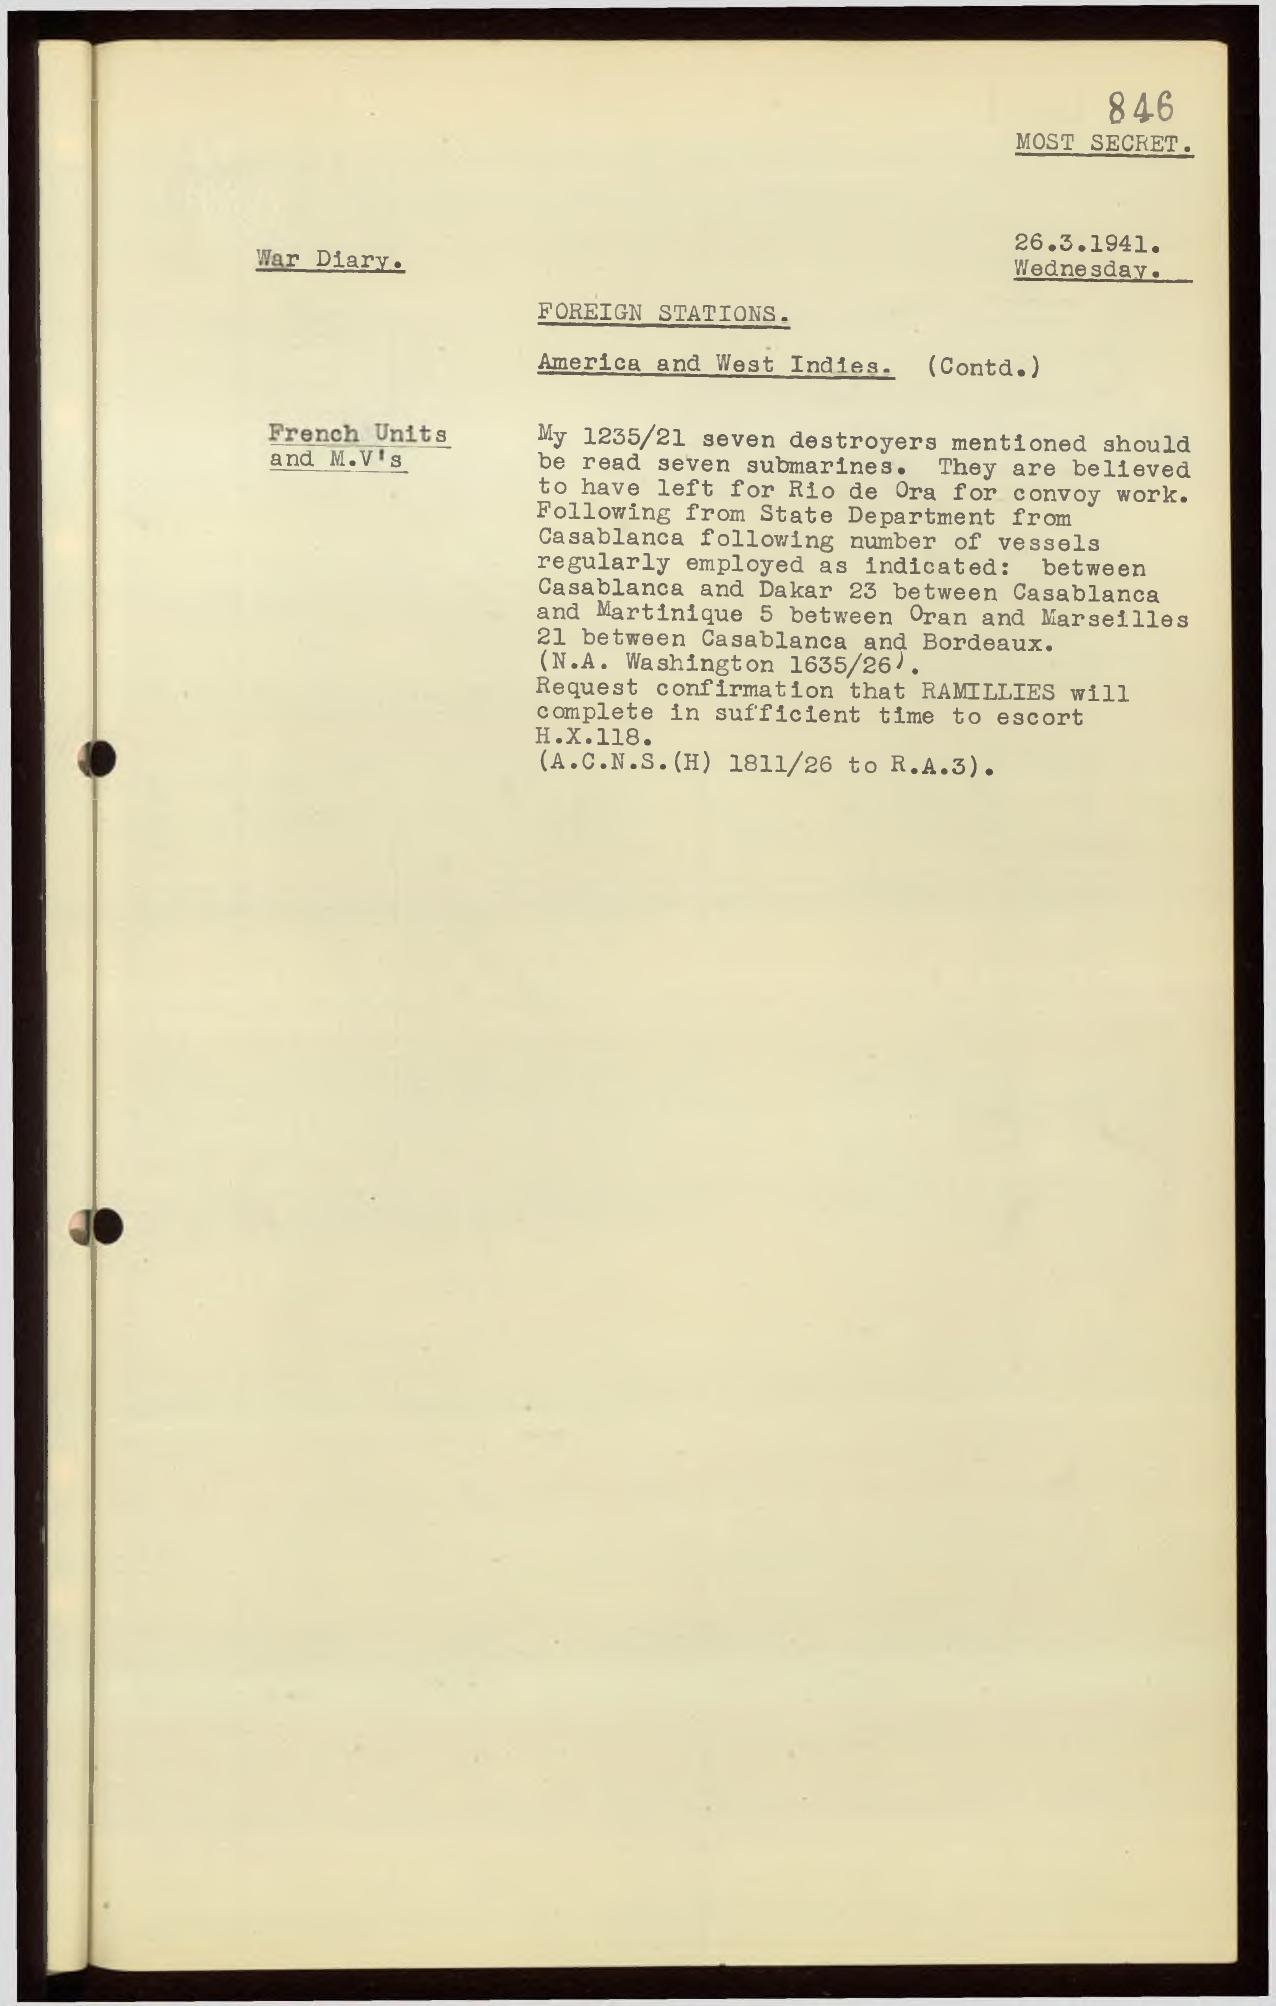 846
MOST SECRET.
War Diary.
26.3.1941.
Wednesday.
FOREIGN STATIONS.
America and West Indies. (Contd.)
French Units
and M.V's
My 1235/21 seven destroyers mentioned should
be read seven submarines. They are believed
to have left for Rio de Ora for convoy work.
Following from State Department from
Casablanca following number of vessels
regularly employed as indicated: between
Casablanca and Dakar 23 between Casablanca
and Martinique 5 between Oran and Marseilles
21 between Casablanca and Bordeaux.
(N.A. Washington 1635/26).
Request confirmation that RAMILLIES will
complete in sufficient time to escort
H.X.118.
(A.C.N.S.(H) 1811/26 to R.A.3).